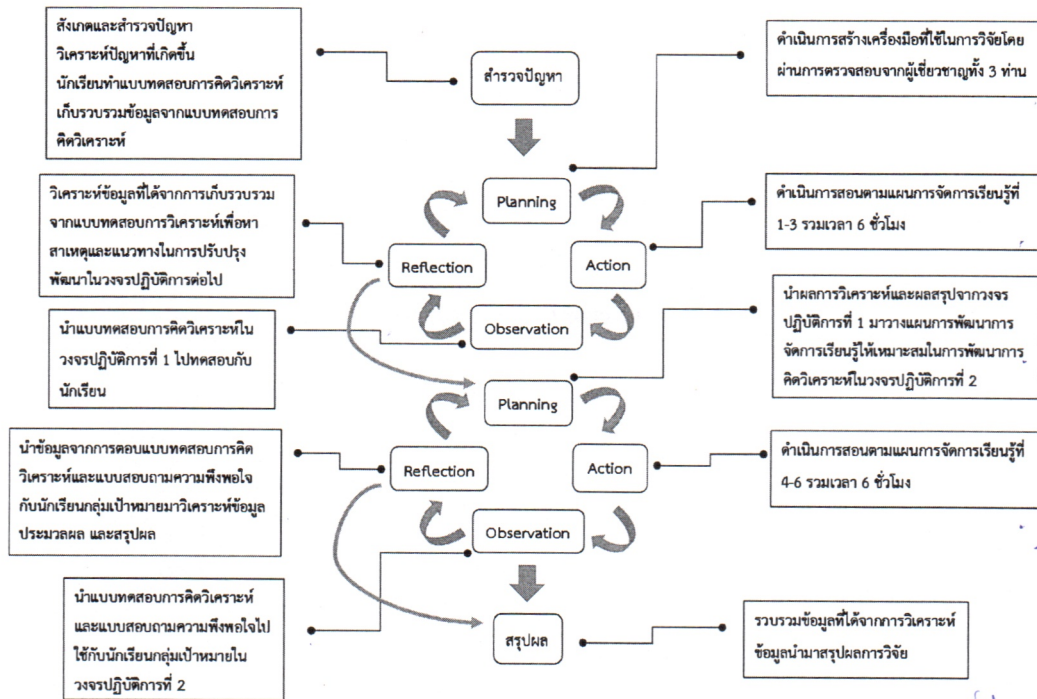 สังเกตและสำรวจปัญหา
วิเคราะห์ปัญหาที่เกิดขึ้น
นักเรียนทำแบบทดสอบการคิดวิเคราะห์
เก็บรวบรวมข้อมูลจากแบบทดสอบการ
คิดวิเคราะห์
สำรวจปัญหา
ดำเนินการสร้างเครื่องมือที่ใช้ในการวิจัยโดย
ผ่านการตรวจสอบจากผู้เชี่ยวชาญทั้ง 3 ท่าน
Planning
วิเคราะห์ข้อมูลที่ได้จากการเก็บรวบรวม
จากแบบทดสอบการวิเคราะห์เพื่อหา
สาเหตุและแนวทางในการปรับปรุง
พัฒนาในวงจรปฏิบัติการต่อไป
Reflection
Action
ดำเนินการสอนตามแผนการจัดการเรียนรู้ที่
1-3 รวมเวลา 6 ชั่วโมง
นำแบบทดสอบการคิดวิเคราะห์ใน
วงจรปฏิบัติการที่ 1 ไปทดสอบกับ
นักเรียน
Observation
นำผลการวิเคราะห์และผลสรุปจากวงจร
ปฏิบัติการที่ 1 มาวางแผนการพัฒนาการ
จัดการเรียนรู้ให้เหมาะสมในการพัฒนาการ
คิดวิเคราะห์ในวงจรปฏิบัติการที่ 2
Planning
นำข้อมูลจากการตอบแบบทดสอบการคิด
วิเคราะห์และแบบสอบถามความพึงพอใจ
กับนักเรียนกลุ่มเป้าหมายมาวิเคราะห์ข้อมูล
ประมวลผล และสรุปผล
Reflection
Action
ดำเนินการสอนตามแผนการจัดการเรียนรู้ที่
4-6 รวมเวลา 6 ชั่วโมง
Observation
นำแบบทดสอบการคิดวิเคราะห์
และแบบสอบถามความพึงพอใจไป
ใช้กับนักเรียนกลุ่มเป้าหมายใน
วงจรปฏิบัติการที่ 2
สรุปผล
รวบรวมข้อมูลที่ได้จากการวิเคราะห์
ข้อมูลนำมาสรุปผลการวิจัย